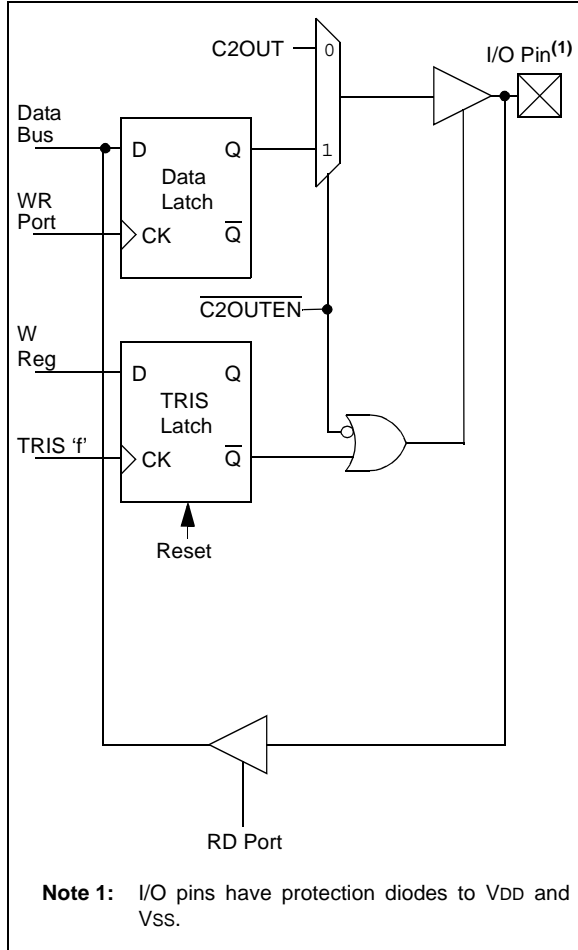 C2OUT
0
I/O Pin(1)
Data
Bus
D
Q
1
Data
Latch
WR
Port
CK
Q̅
C̅2̅O̅U̅T̅E̅N̅
W
Reg
D
Q
TRIS
Latch
TRIS ‘f’
CK
Q̅
Reset
RD Port
Note 1: I/O pins have protection diodes to VDD and
VSS.